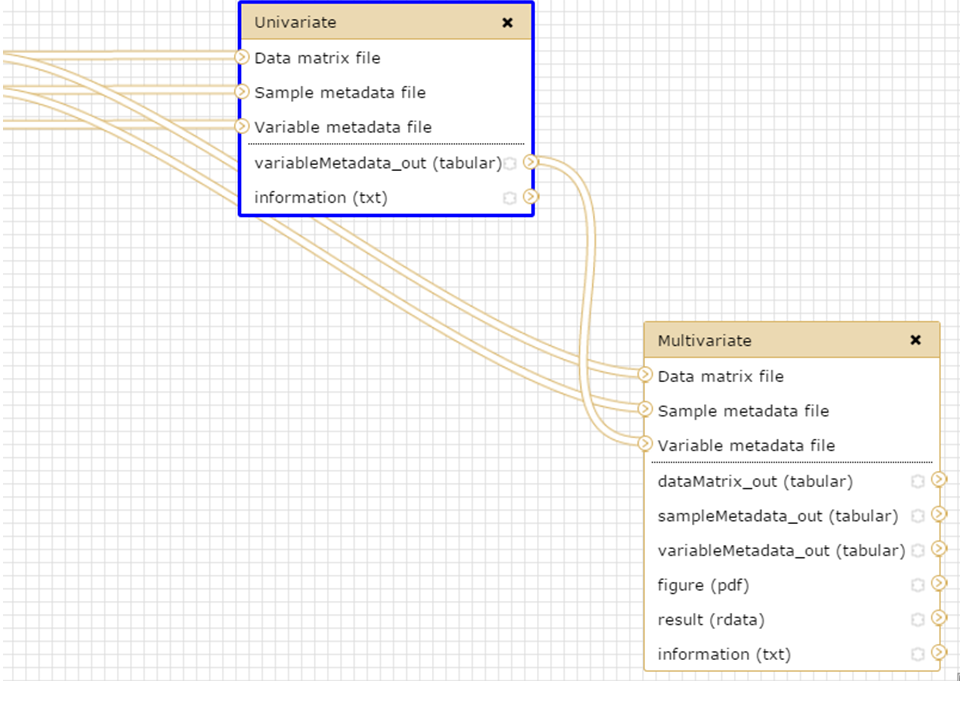 Univariate
Data matrix file
Sample metadata file
Variable metadata file
variableMetadata_out (tabular)
information (txt)
Multivariate
Data matrix file
Sample metadata file
Variable metadata file
dataMatrix_out (tabular)
sampleMetadata_out (tabular)
variableMetadata_out (tabular)
figure (pdf)
result (rdata)
information (txt)